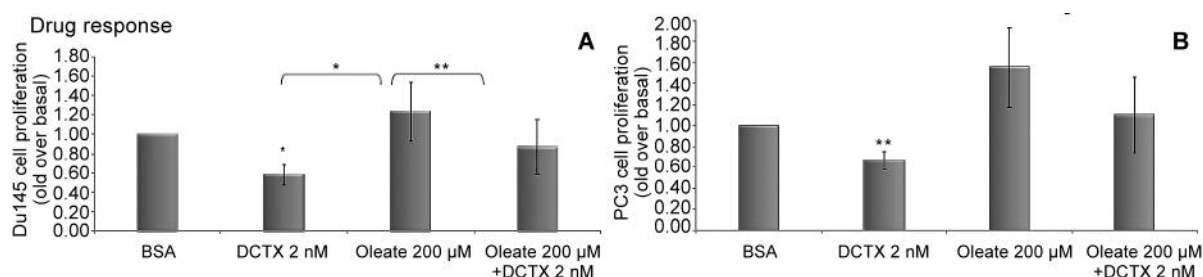 Drug response
A
Du145 cell proliferation
(old over basal)
1.80
1.60
1.40
1.20
1.00
0.80
0.60
0.40
0.20
0.00
*
*
**
BSA
DCTX 2 nM
Oleate 200 µM
Oleate 200 µM
+DCTX 2 nM
B
PC3 cell proliferation
(old over basal)
2.00
1.80
1.60
1.40
1.20
1.00
0.80
0.60
0.40
0.20
0.00
**
BSA
DCTX 2 nM
Oleate 200 µM
Oleate 200 µM
+DCTX 2 nM